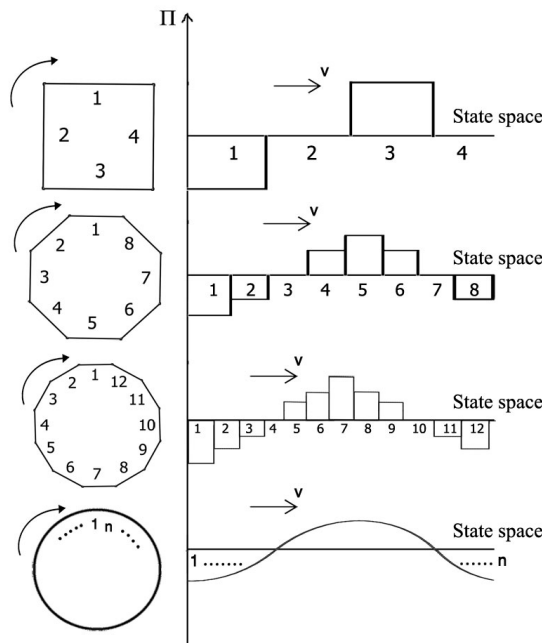 Π
v
State space
1
2 4
3
1 2 3 4
v
State space
1
2 8
3 7
4 6
5
1 2 3 4 5 6 7 8
v
State space
1
2 12
3 11
4 10
5 9
6 8
7
1 2 3 4 5 6 7 8 9 10 11 12
v
State space
1 n
1 ....... ..... n